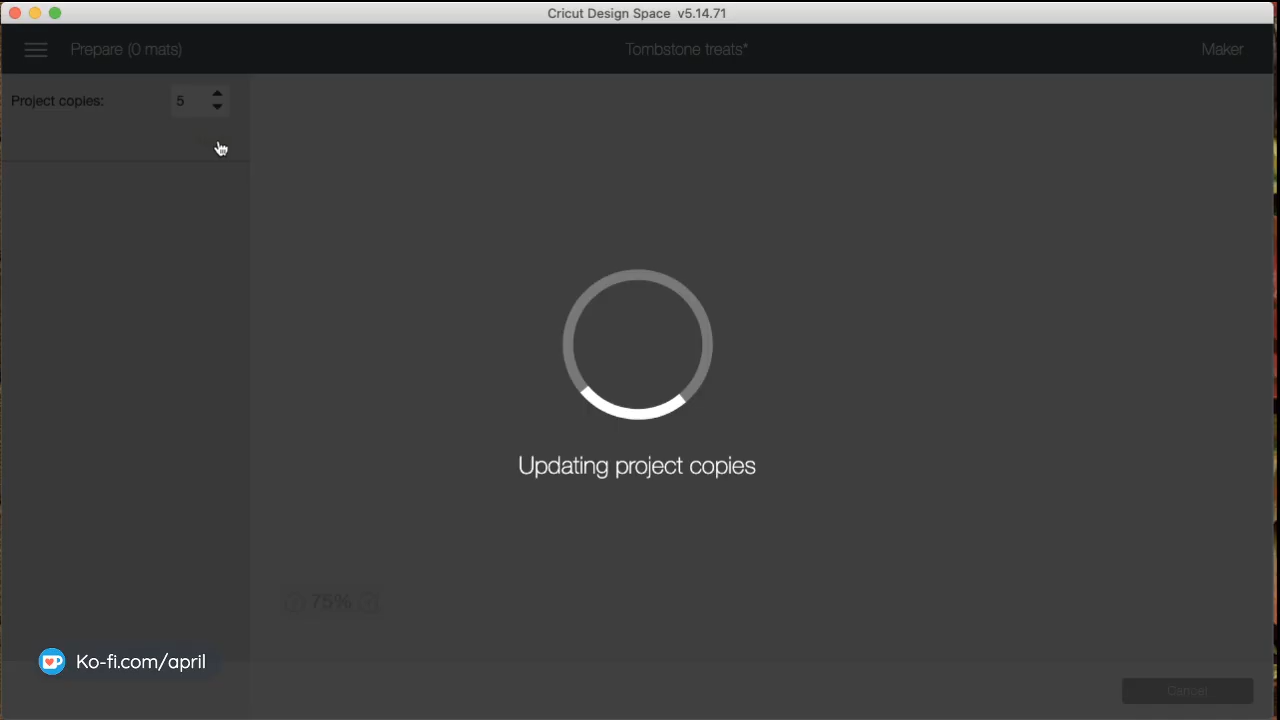 Cricut Design Space v5.14.71
Prepare (0 mats)
Tombstone treats*
Maker
Project copies:
5
Updating project copies
75%
Ko-fi.com/april
Cancel